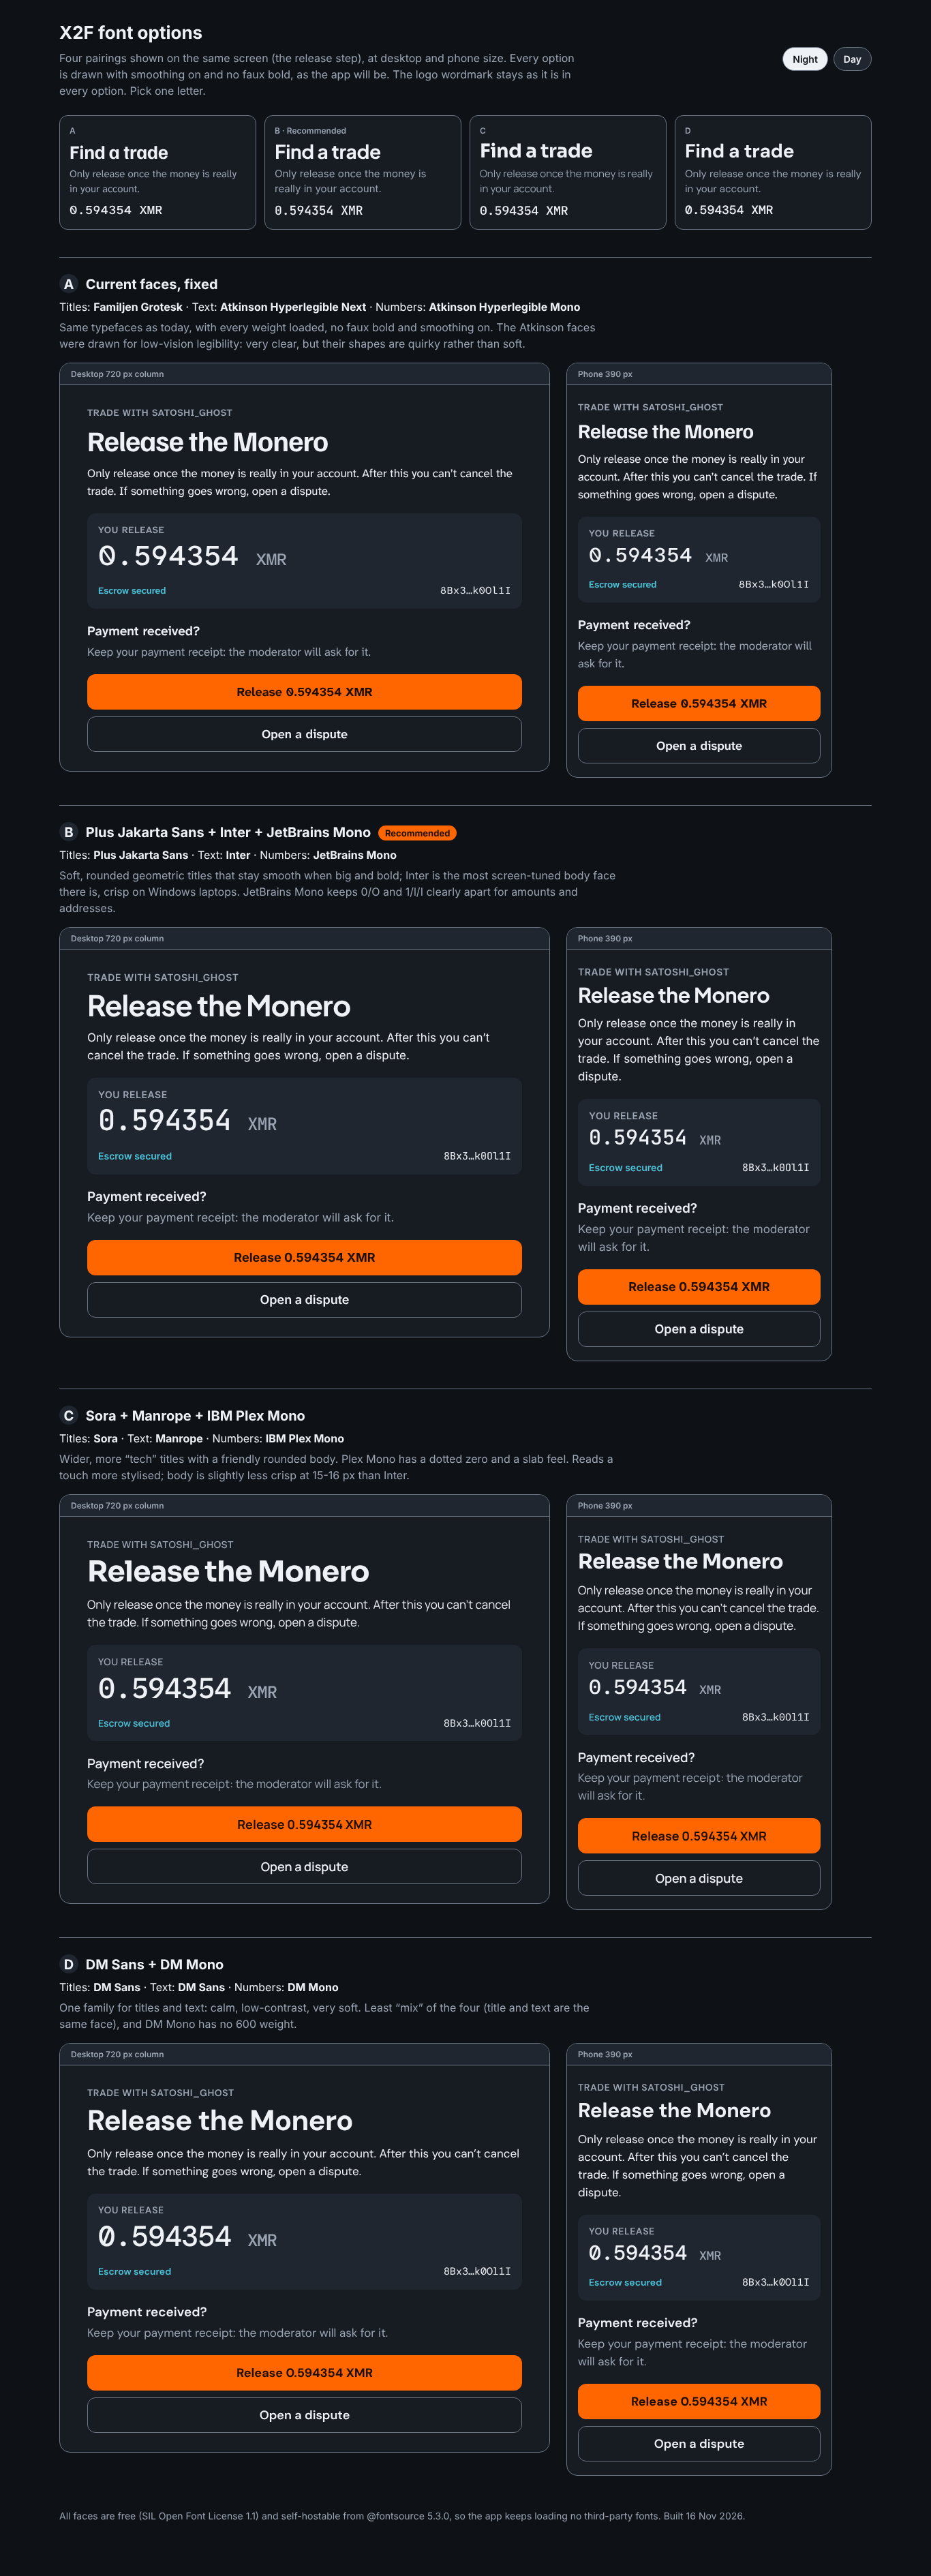 X2F font options
Four pairings shown on the same screen (the release step), at desktop and phone size. Every option
is drawn with smoothing on and no faux bold, as the app will be. The logo wordmark stays as it is in
every option. Pick one letter.
Night
Day
A
Find a trade
Only release once the money is really
in your account.
0.594354 XMR
B · Recommended
Find a trade
Only release once the money is
really in your account.
0.594354 XMR
C
Find a trade
Only release once the money is really
in your account.
0.594354 XMR
D
Find a trade
Only release once the money is really
in your account.
0.594354 XMR
A Current faces, fixed
Titles: Familjen Grotesk · Text: Atkinson Hyperlegible Next · Numbers: Atkinson Hyperlegible Mono
Same typefaces as today, with every weight loaded, no faux bold and smoothing on. The Atkinson faces
were drawn for low-vision legibility: very clear, but their shapes are quirky rather than soft.
Desktop 720 px column
TRADE WITH SATOSHI_GHOST
Release the Monero
Only release once the money is really in your account. After this you can't cancel the
trade. If something goes wrong, open a dispute.
YOU RELEASE
0.594354 XMR
Escrow secured
8Bx3…k0Ol1I
Payment received?
Keep your payment receipt: the moderator will ask for it.
Release 0.594354 XMR
Open a dispute
Phone 390 px
TRADE WITH SATOSHI_GHOST
Release the Monero
Only release once the money is really in your
account. After this you can't cancel the trade. If
something goes wrong, open a dispute.
YOU RELEASE
0.594354 XMR
Escrow secured
8Bx3…k0Ol1I
Payment received?
Keep your payment receipt: the moderator will
ask for it.
Release 0.594354 XMR
Open a dispute
B Plus Jakarta Sans + Inter + JetBrains Mono Recommended
Titles: Plus Jakarta Sans · Text: Inter · Numbers: JetBrains Mono
Soft, rounded geometric titles that stay smooth when big and bold; Inter is the most screen-tuned body face
there is, crisp on Windows laptops. JetBrains Mono keeps 0/O and 1/l/I clearly apart for amounts and
addresses.
Desktop 720 px column
TRADE WITH SATOSHI_GHOST
Release the Monero
Only release once the money is really in your account. After this you can't
cancel the trade. If something goes wrong, open a dispute.
YOU RELEASE
0.594354 XMR
Escrow secured
8Bx3…k0Ol1I
Payment received?
Keep your payment receipt: the moderator will ask for it.
Release 0.594354 XMR
Open a dispute
Phone 390 px
TRADE WITH SATOSHI_GHOST
Release the Monero
Only release once the money is really in
your account. After this you can't cancel the
trade. If something goes wrong, open a
dispute.
YOU RELEASE
0.594354 XMR
Escrow secured
8Bx3…k0Ol1I
Payment received?
Keep your payment receipt: the moderator
will ask for it.
Release 0.594354 XMR
Open a dispute
C Sora + Manrope + IBM Plex Mono
Titles: Sora · Text: Manrope · Numbers: IBM Plex Mono
Wider, more “tech” titles with a friendly rounded body. Plex Mono has a dotted zero and a slab feel. Reads a
touch more stylised; body is slightly less crisp at 15-16 px than Inter.
Desktop 720 px column
TRADE WITH SATOSHI_GHOST
Release the Monero
Only release once the money is really in your account. After this you can't cancel
the trade. If something goes wrong, open a dispute.
YOU RELEASE
0.594354 XMR
Escrow secured
8Bx3…k0Ol1I
Payment received?
Keep your payment receipt: the moderator will ask for it.
Release 0.594354 XMR
Open a dispute
Phone 390 px
TRADE WITH SATOSHI_GHOST
Release the Monero
Only release once the money is really in your
account. After this you can't cancel the trade.
If something goes wrong, open a dispute.
YOU RELEASE
0.594354 XMR
Escrow secured
8Bx3…k0Ol1I
Payment received?
Keep your payment receipt: the moderator
will ask for it.
Release 0.594354 XMR
Open a dispute
D DM Sans + DM Mono
Titles: DM Sans · Text: DM Sans · Numbers: DM Mono
One family for titles and text: calm, low-contrast, very soft. Least “mix” of the four (title and text are the
same face), and DM Mono has no 600 weight.
Desktop 720 px column
TRADE WITH SATOSHI_GHOST
Release the Monero
Only release once the money is really in your account. After this you can't cancel
the trade. If something goes wrong, open a dispute.
YOU RELEASE
0.594354 XMR
Escrow secured
8Bx3…k0Ol1I
Payment received?
Keep your payment receipt: the moderator will ask for it.
Release 0.594354 XMR
Open a dispute
Phone 390 px
TRADE WITH SATOSHI_GHOST
Release the Monero
Only release once the money is really in your
account. After this you can't cancel the
trade. If something goes wrong, open a
dispute.
YOU RELEASE
0.594354 XMR
Escrow secured
8Bx3…k0Ol1I
Payment received?
Keep your payment receipt: the moderator
will ask for it.
Release 0.594354 XMR
Open a dispute
All faces are free (SIL Open Font License 1.1) and self-hostable from @fontsource 5.3.0, so the app keeps loading no third-party fonts. Built 16 Nov 2026.